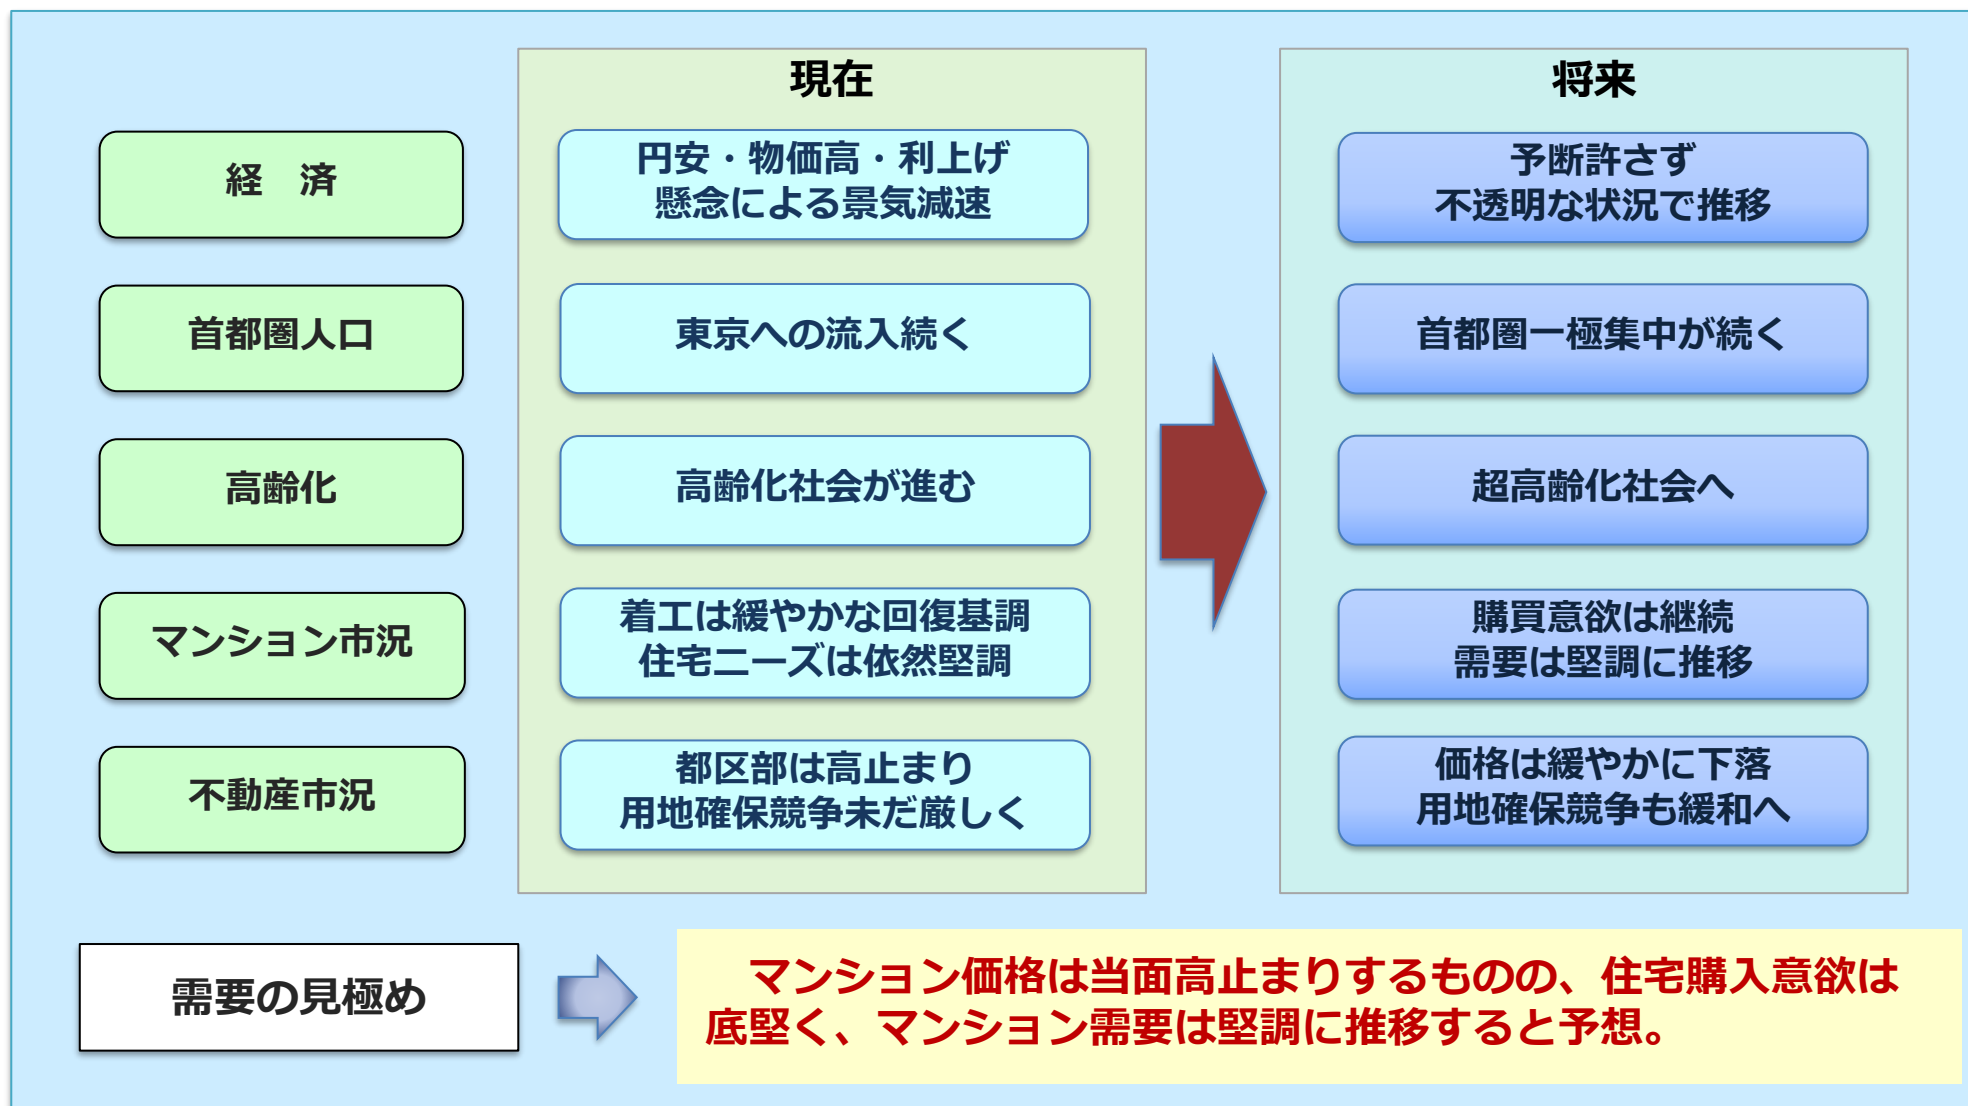 現在
将来
経　済
円安・物価高・利上げ
懸念による景気減速
予断許さず
不透明な状況で推移
首都圏人口
東京への流入続く
首都圏一極集中が続く
高齢化
高齢化社会が進む
超高齢化社会へ
マンション市況
着工は緩やかな回復基調
住宅ニーズは依然堅調
購買意欲は継続
需要は堅調に推移
不動産市況
都区部は高止まり
用地確保競争未だ厳しく
価格は緩やかに下落
用地確保競争も緩和へ
需要の見極め
マンション価格は当面高止まりするものの、住宅購入意欲は
底堅く、マンション需要は堅調に推移すると予想。